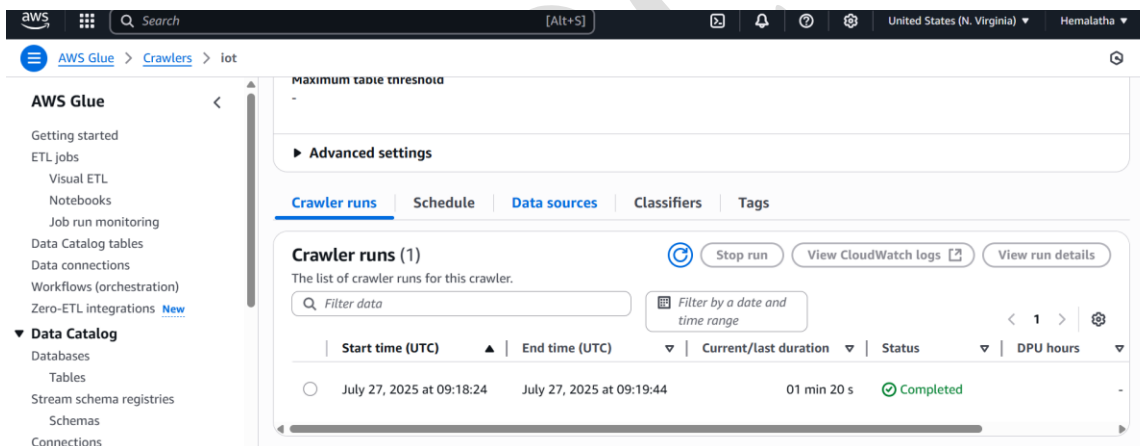 aws Search [Alt+S] United States (N. Virginia) ▼ Hemalatha ▼
AWS Glue > Crawlers > iot
AWS Glue
Getting started
ETL jobs
Visual ETL
Notebooks
Job run monitoring
Data Catalog tables
Data connections
Workflows (orchestration)
Zero-ETL integrations New
Data Catalog
Databases
Tables
Stream schema registries
Schemas
Connections
Maximum table threshold
-
Advanced settings
Crawler runs Schedule Data sources Classifiers Tags
Crawler runs (1) Stop run View CloudWatch logs View run details
The list of crawler runs for this crawler.
Filter data Filter by a date and
time range
< 1 >
Start time (UTC) End time (UTC) Current/last duration Status DPU hours
July 27, 2025 at 09:18:24 July 27, 2025 at 09:19:44 01 min 20 s Completed -